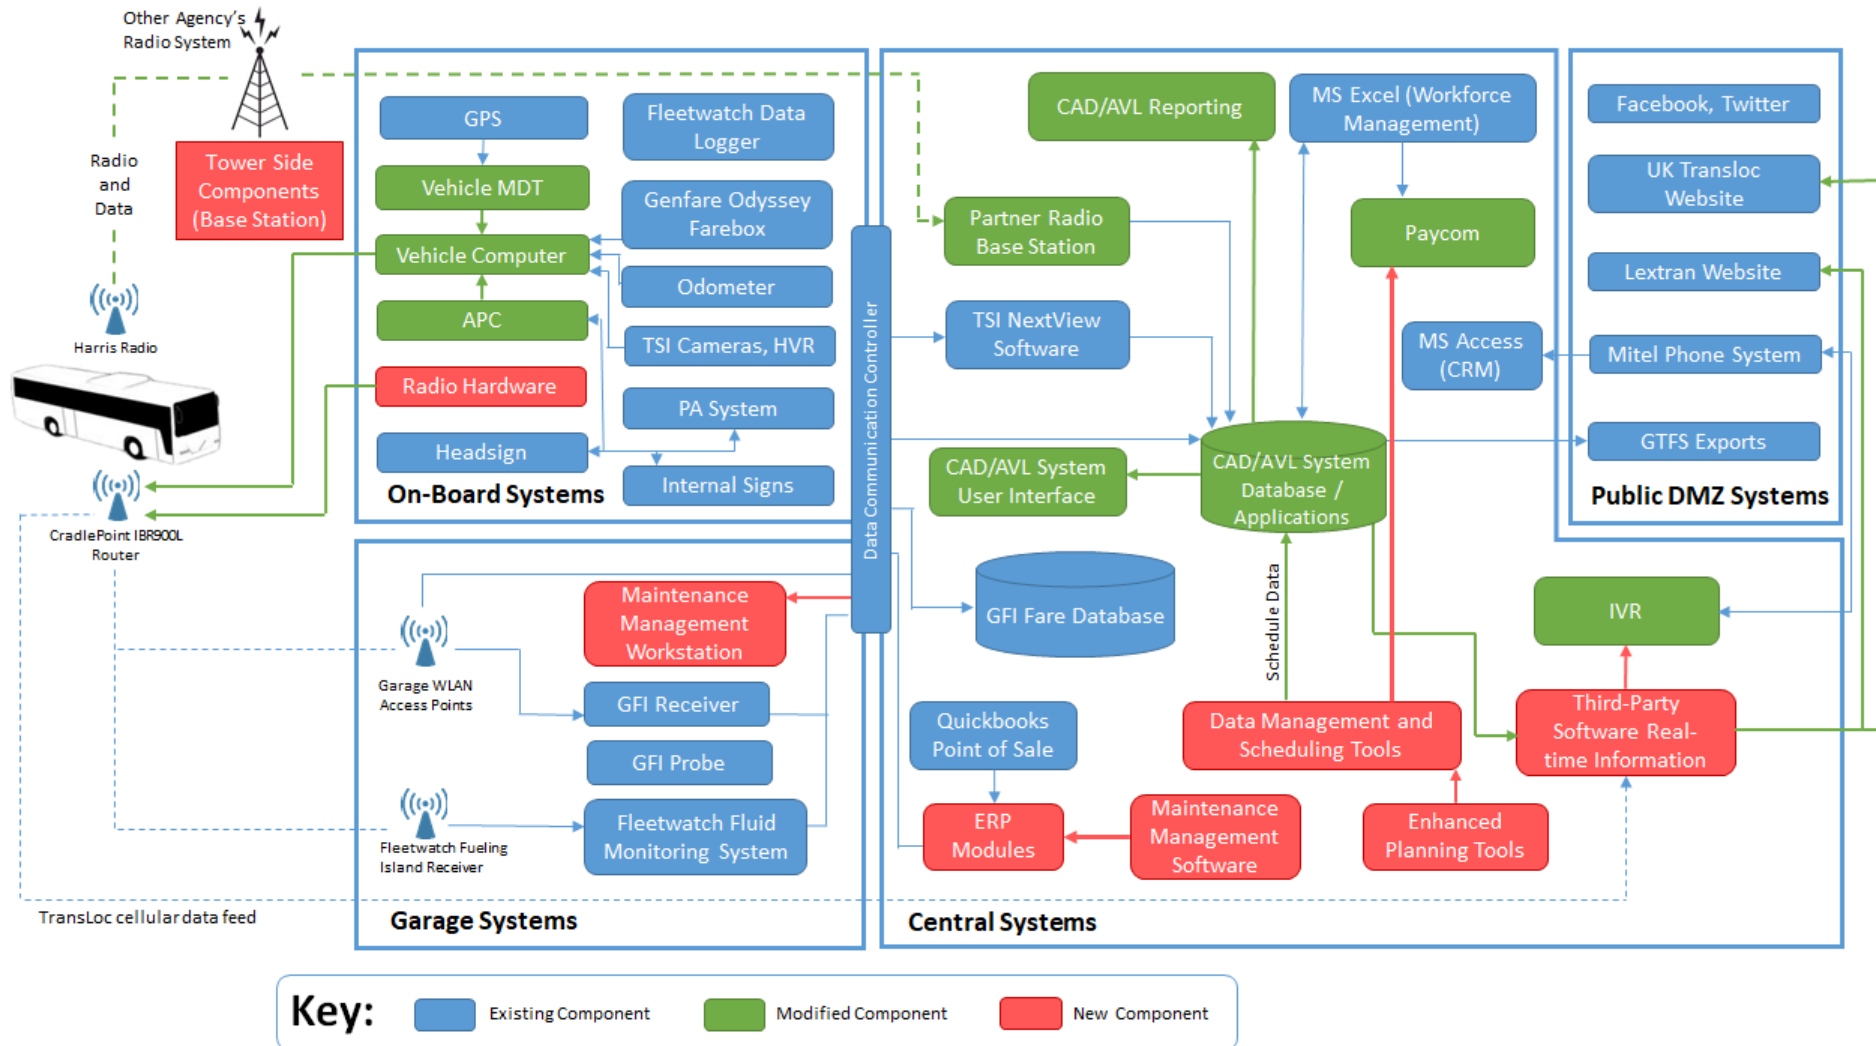 Other Agency's
Radio System
Radio
and
Data
Tower Side
Components
(Base Station)
Harris Radio
CradlePoint IBR900L
Router
TransLoc cellular data feed
GPS
Vehicle MDT
Vehicle Computer
APC
Radio Hardware
Headsign
Fleetwatch Data
Logger
Genfare Odyssey
Farebox
Odometer
TSI Cameras, HVR
PA System
Internal Signs
On-Board Systems
Data Communication Controller
Maintenance
Management
Workstation
Garage WLAN
Access Points
GFI Receiver
GFI Probe
Fleetwatch Fueling
Island Receiver
Fleetwatch Fluid
Monitoring System
Garage Systems
CAD/AVL Reporting
MS Excel (Workforce
Management)
Partner Radio
Base Station
Paycom
TSI NextView
Software
MS Access
(CRM)
CAD/AVL System
User Interface
CAD/AVL System
Database /
Applications
GFI Fare Database
Schedule Data
IVR
Quickbooks
Point of Sale
Data Management and
Scheduling Tools
Third-Party
Software Real-
time Information
ERP
Modules
Maintenance
Management
Software
Enhanced
Planning Tools
Central Systems
Facebook, Twitter
UK Transloc
Website
Lextran Website
Mitel Phone System
GTFS Exports
Public DMZ Systems
Key:
Existing Component
Modified Component
New Component